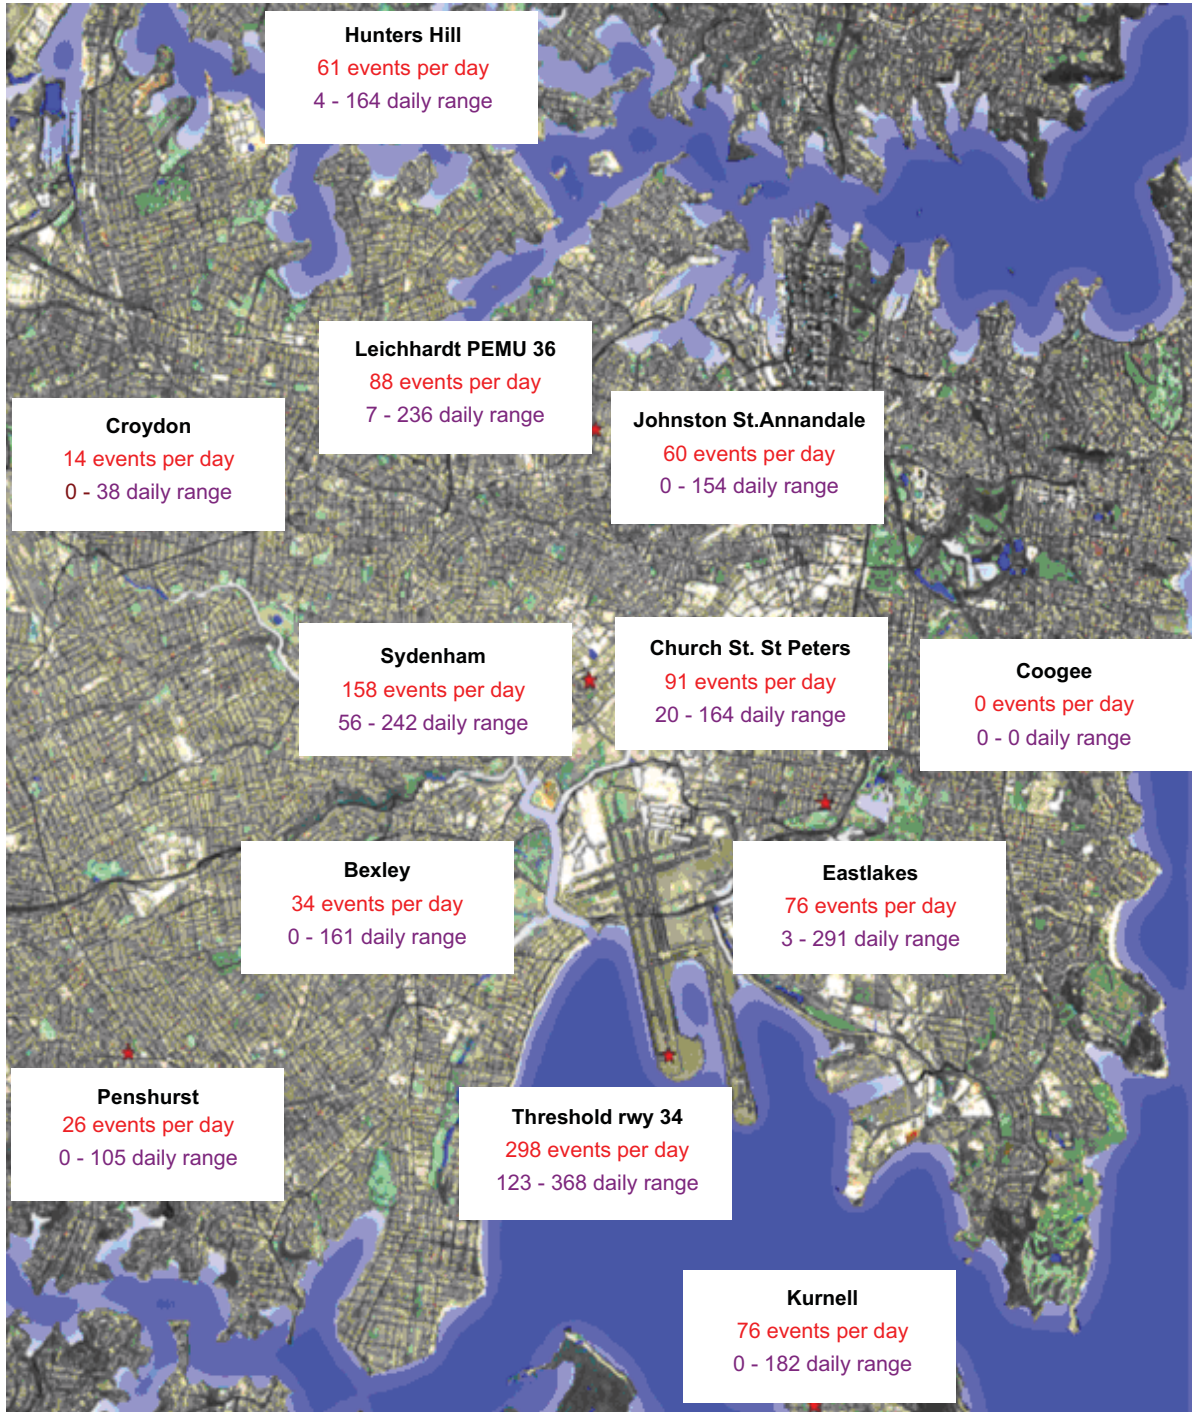 Hunters Hill
61 events per day
4 - 164 daily range
Leichhardt PEMU 36
88 events per day
7 - 236 daily range
Johnston St.Annandale
60 events per day
0 - 154 daily range
Croydon
14 events per day
0 - 38 daily range
Sydenham
158 events per day
56 - 242 daily range
Church St. St Peters
91 events per day
20 - 164 daily range
Coogee
0 events per day
0 - 0 daily range
Bexley
34 events per day
0 - 161 daily range
Eastlakes
76 events per day
3 - 291 daily range
Penshurst
26 events per day
0 - 105 daily range
Threshold rwy 34
298 events per day
123 - 368 daily range
Kurnell
76 events per day
0 - 182 daily range